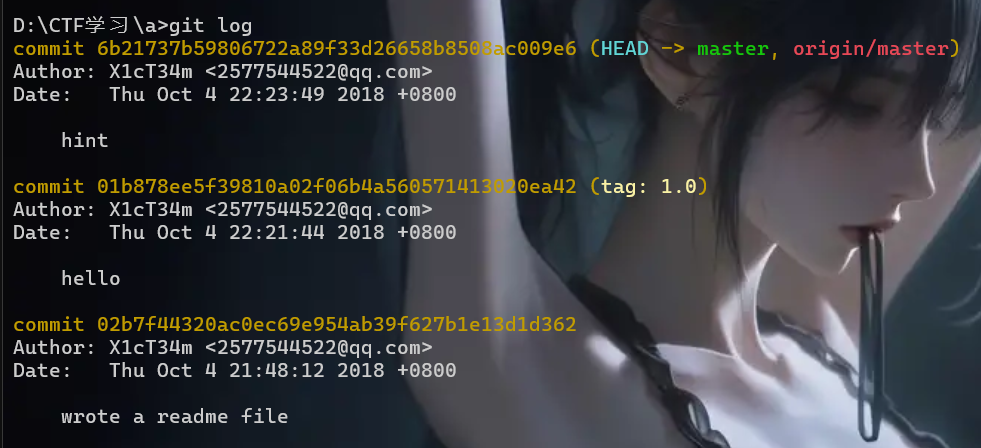 D:\CTF学习\a>git log
commit 6b21737b59806722a89f33d26658b8508ac009e6 (HEAD -> master, origin/master)
Author: X1cT34m <2577544522@qq.com>
Date:   Thu Oct 4 22:23:49 2018 +0800
hint
commit 01b878ee5f39810a02f06b4a560571413020ea42 (tag: 1.0)
Author: X1cT34m <2577544522@qq.com>
Date:   Thu Oct 4 22:21:44 2018 +0800
hello
commit 02b7f44320ac0ec69e954ab39f627b1e13d1d362
Author: X1cT34m <2577544522@qq.com>
Date:   Thu Oct 4 21:48:12 2018 +0800
wrote a readme file